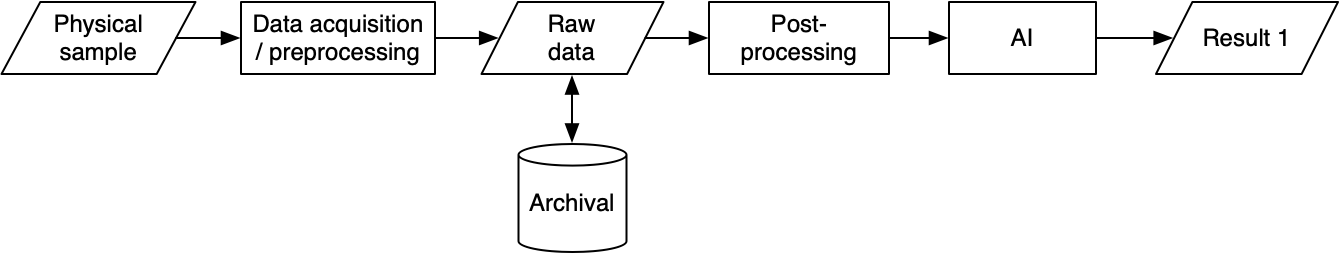 Physical
sample
Data acquisition
/ preprocessing
Raw
data
Post-
processing
AI
Result 1
Archival